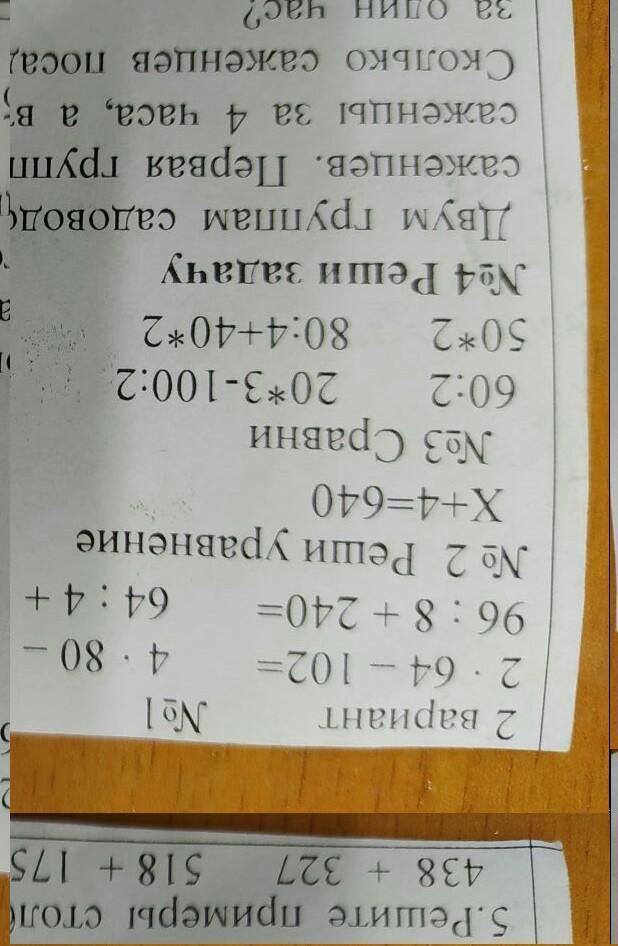 5.Решите примеры
438 + 327 518 + 175
2 вариант №1
2 · 64 – 102= 4 · 80 –
96 : 8 + 240= 64 : 4 +
№ 2 Реши уравнение
X+4=640
№3 Сравни
60:2 20*3-100:2
50*2 80:4+40*2
№4 Реши задачу
Двум группам
саженцев. Первая
саженцы за 4 часа, а
Сколько саженцев
за один час?